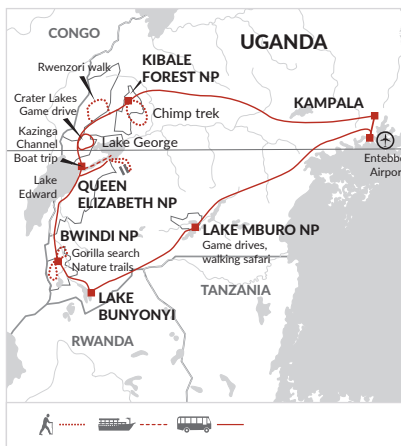 CONGO
UGANDA
Rwenzori walk
KIBALE
FOREST NP
Crater Lakes
Game drive
Chimp trek
KAMPALA
Kazinga
Channel
Boat trip
Lake George
Entebbe
Airport
Lake
Edward
QUEEN
ELIZABETH NP
BWINDI NP
Gorilla search
Nature trails
LAKE MBURO NP
Game drives,
walking safari
LAKE
BUNYONYI
TANZANIA
RWANDA